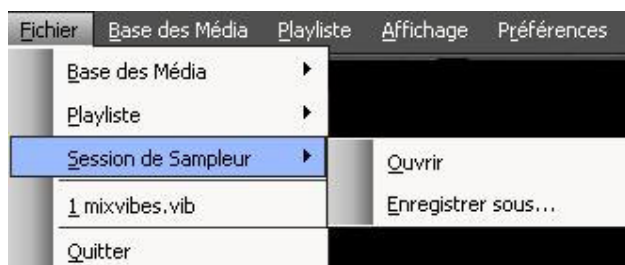 Fichier Base des Média Playliste Affichage Préférences
Base des Média
Playliste
Session de Sampleur
Ouvrir
Enregistrer sous...
1 mixvibes.vib
Quitter